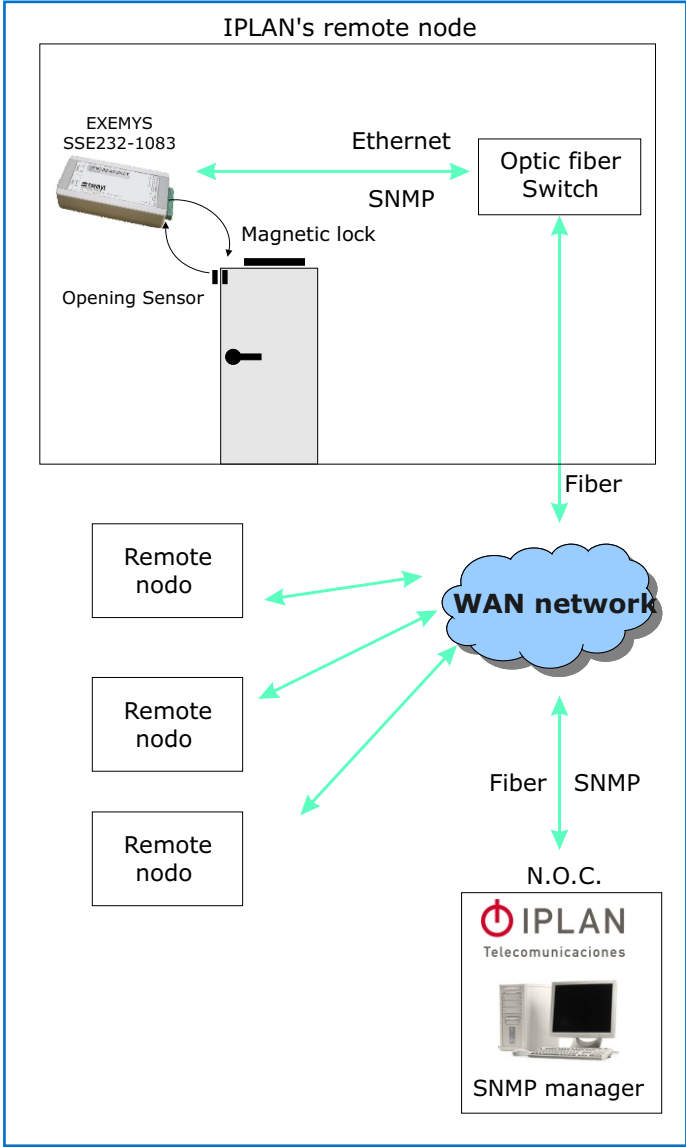 IPLAN's remote node
EXEMYS
SSE232-1083
Ethernet
SNMP
Optic fiber
Switch
Magnetic lock
Opening Sensor
Fiber
Remote
nodo
WAN network
Remote
nodo
Remote
nodo
Fiber
SNMP
N.O.C.
IPLAN
Telecomunicaciones
SNMP manager